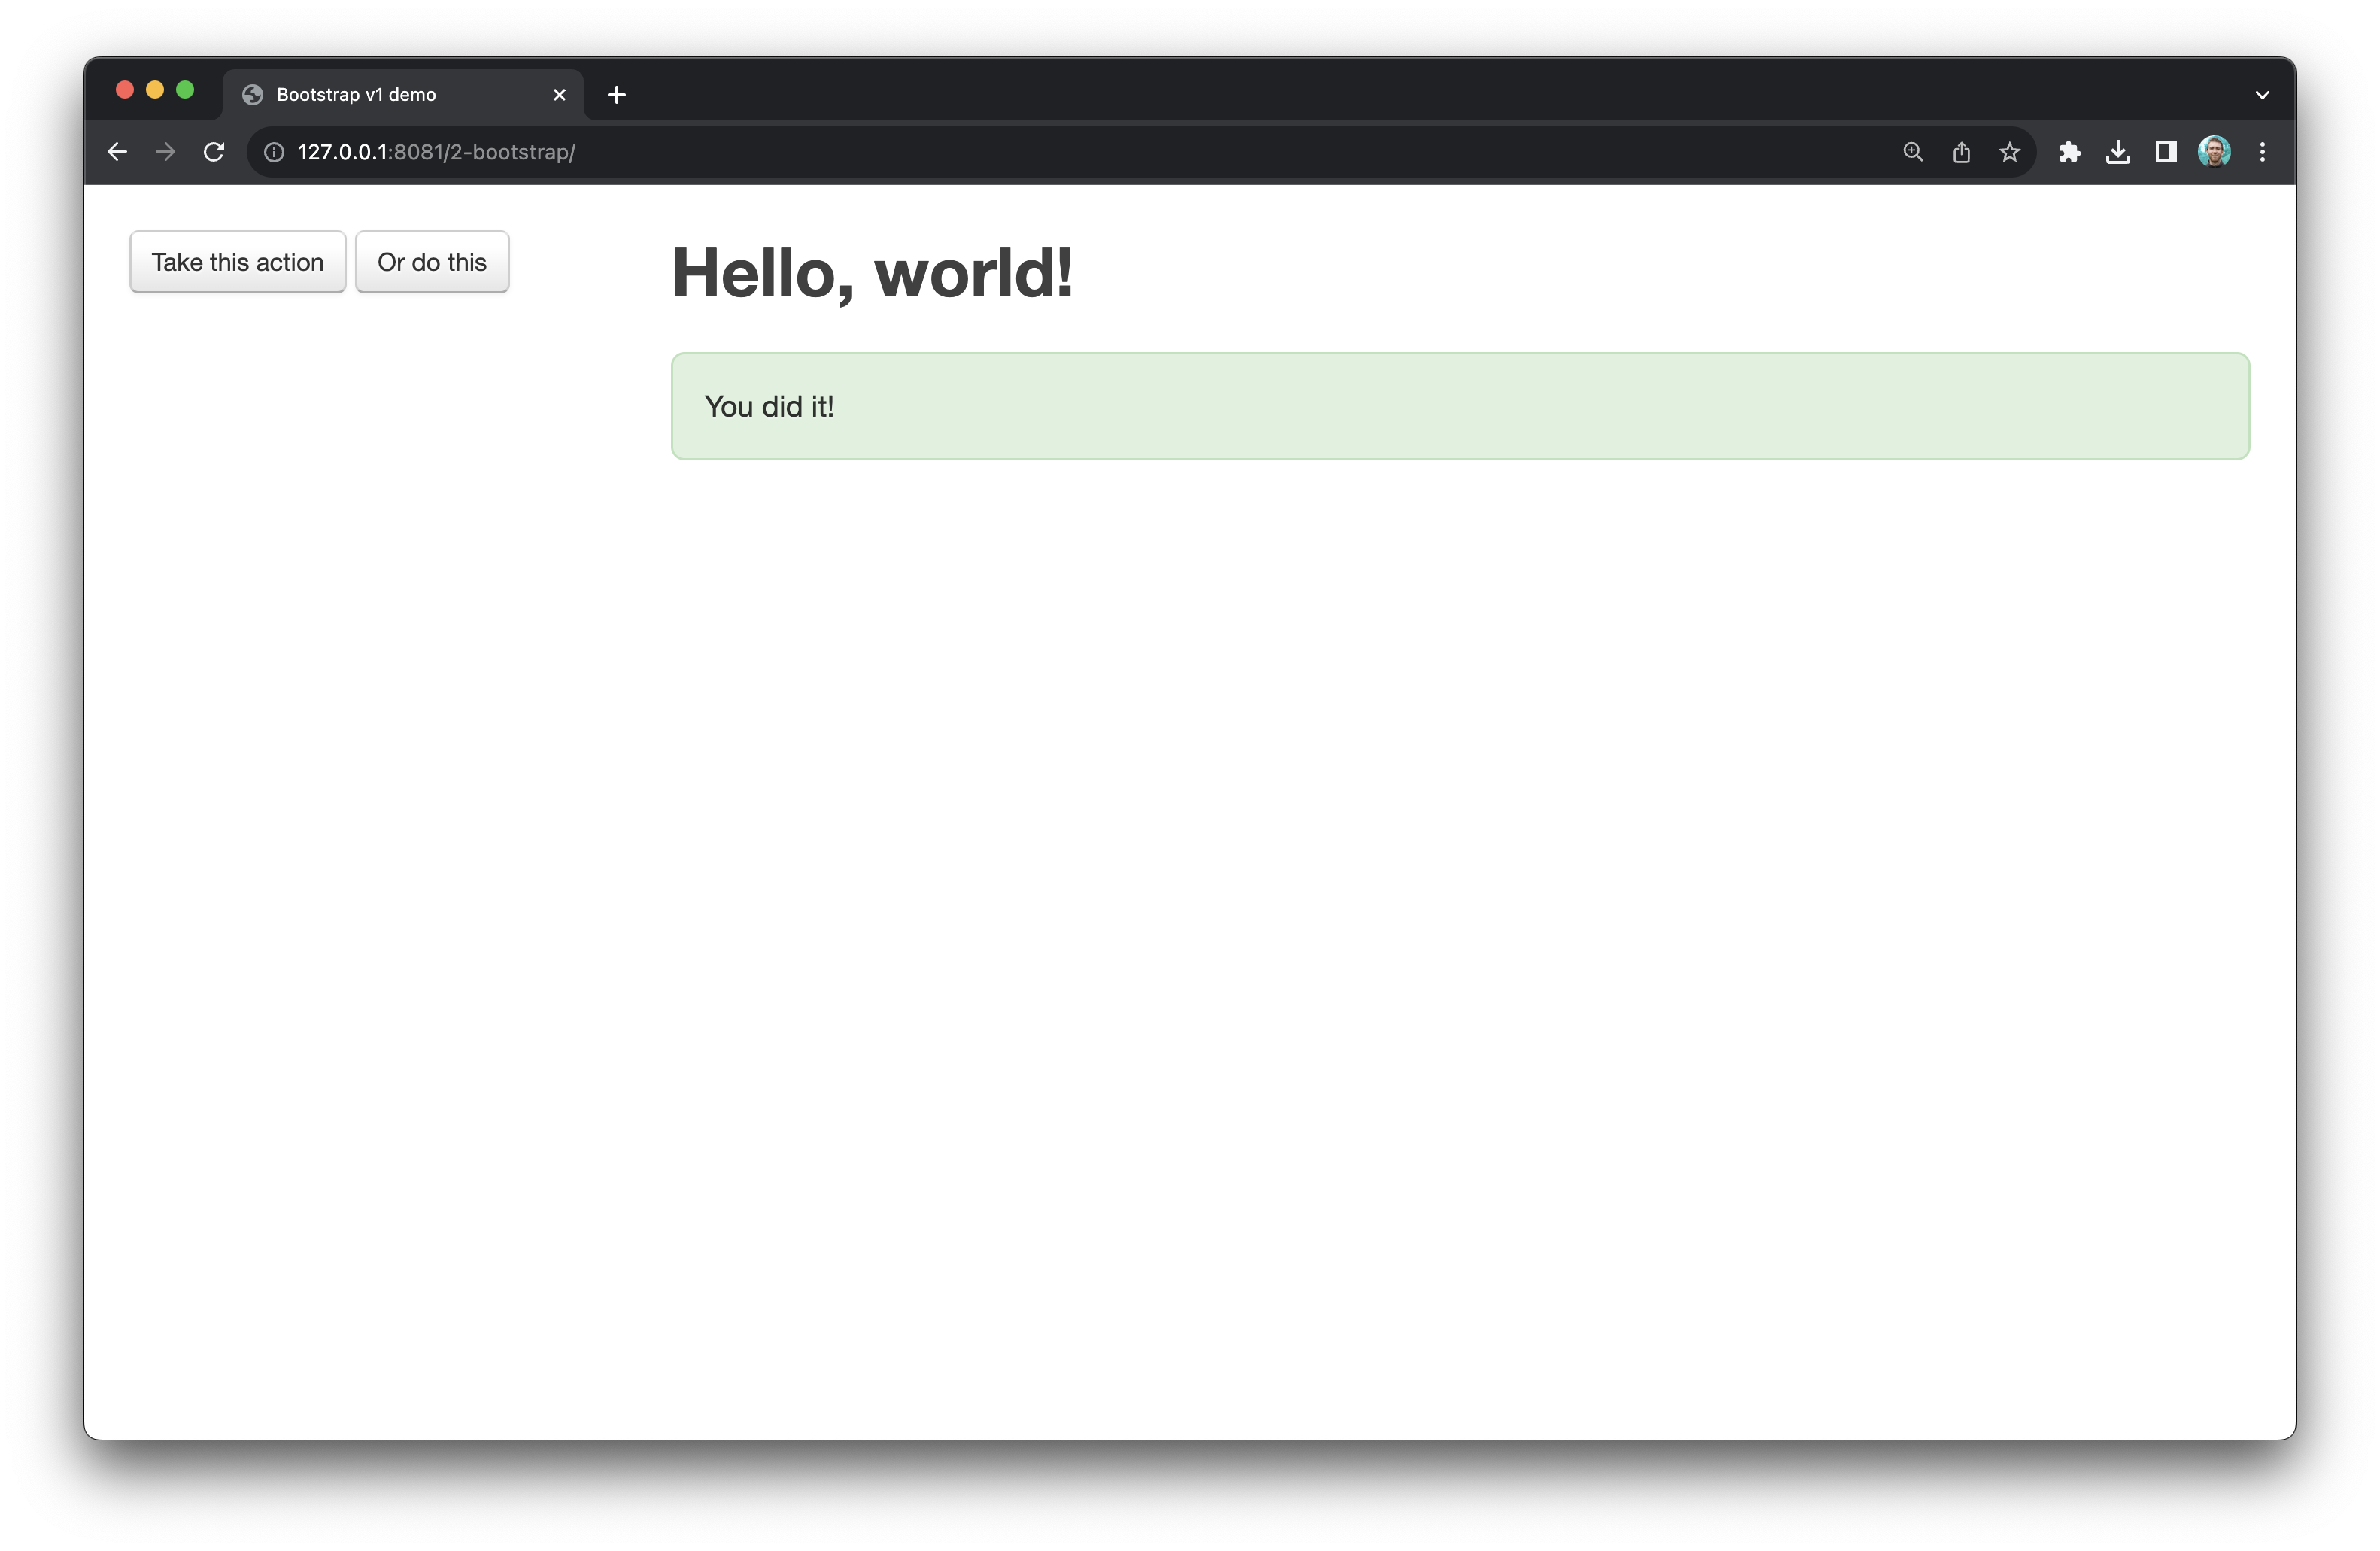 Bootstrap v1 demo
127.0.0.1:8081/2-bootstrap/
Take this action
Or do this
Hello, world!
You did it!